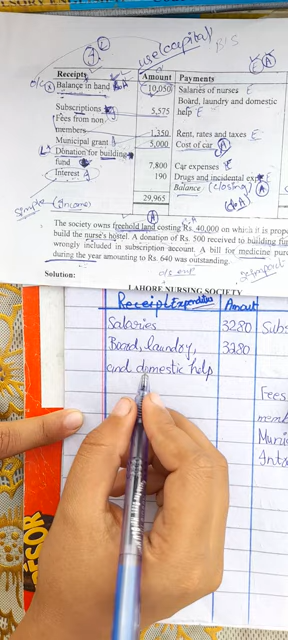 use (capital) B/S
Receipts Amount Payments
Balance in band 10,050 Salaries of nurses E
Board, laundry and domestic
Subscriptions 5,575 help E
Fees from non
members 1,350 Rent, rates and taxes E
Municipal grant 5,000 Cost of car A
Donation for building
fund 7,800 Car expenses E
Interest 190 Drugs and incidental exp E
Balance (closing) A
29,965
(Income)
The society owns freehold land costing Rs. 40,000 on which it is propo
build the nurse's hostel. A donation of Rs. 500 received to building fun
wrongly included in subscription account. A bill for medicine purc
during the year amounting to Rs. 640 was outstanding.
o/s exp
Solution:
LAHORE NURSING SOCIETY
Receipt Expenditures Amount
Salaries 3280 Subs
Board, laundry, 3280
and domestic help
Fees
memb
Munic
Intr